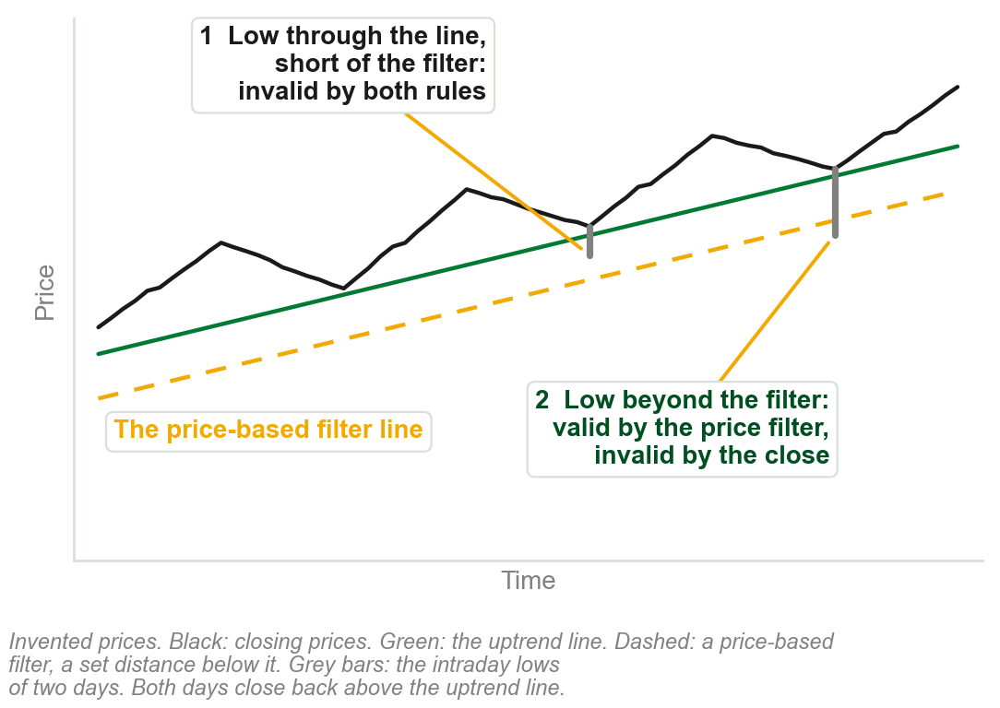 1  Low through the line,
short of the filter:
invalid by both rules
Price
The price-based filter line
2  Low beyond the filter:
valid by the price filter,
invalid by the close
Time
Invented prices. Black: closing prices. Green: the uptrend line. Dashed: a price-based
filter, a set distance below it. Grey bars: the intraday lows
of two days. Both days close back above the uptrend line.